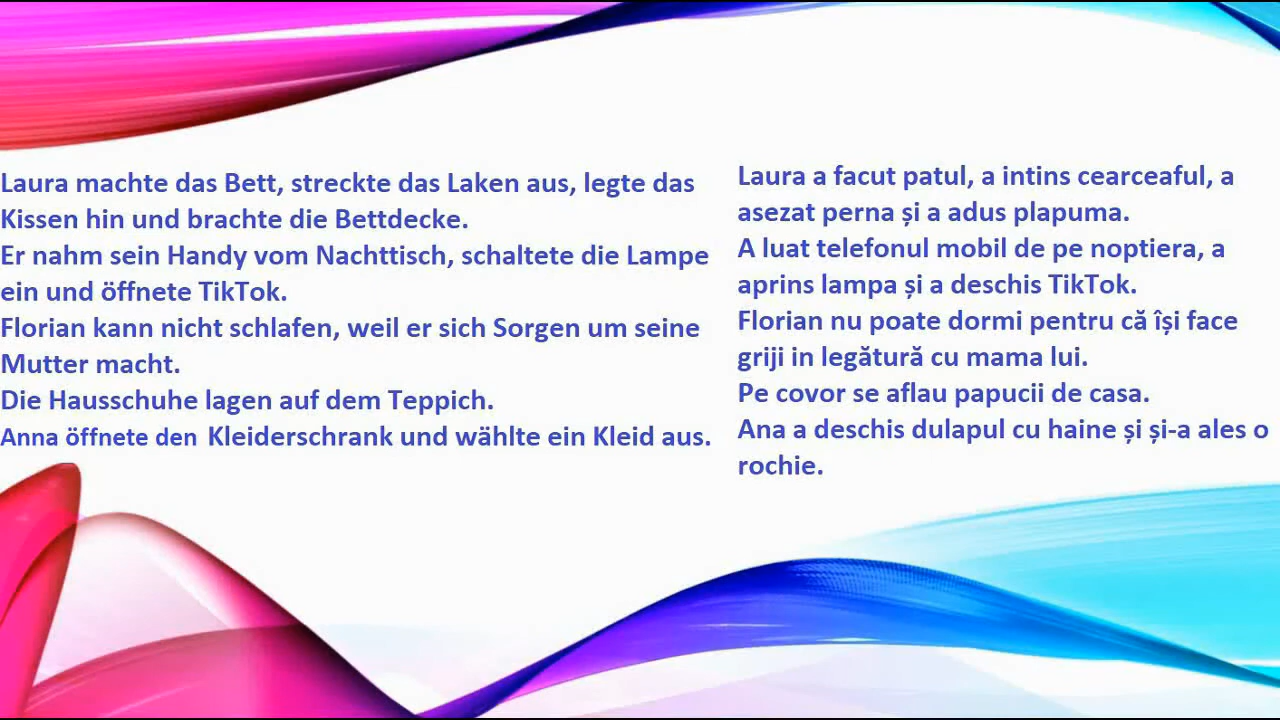 Laura machte das Bett, streckte das Laken aus, legte das
Kissen hin und brachte die Bettdecke.
Er nahm sein Handy vom Nachttisch, schaltete die Lampe
ein und öffnete TikTok.
Florian kann nicht schlafen, weil er sich Sorgen um seine
Mutter macht.
Die Hausschuhe lagen auf dem Teppich.
Anna öffnete den Kleiderschrank und wählte ein Kleid aus.
Laura a facut patul, a intins cearceaful, a
asezat perna și a adus plapuma.
A luat telefonul mobil de pe noptiera, a
aprins lampa și a deschis TikTok.
Florian nu poate dormi pentru că își face
griji in legătură cu mama lui.
Pe covor se aflau papucii de casa.
Ana a deschis dulapul cu haine și și-a ales o
rochie.